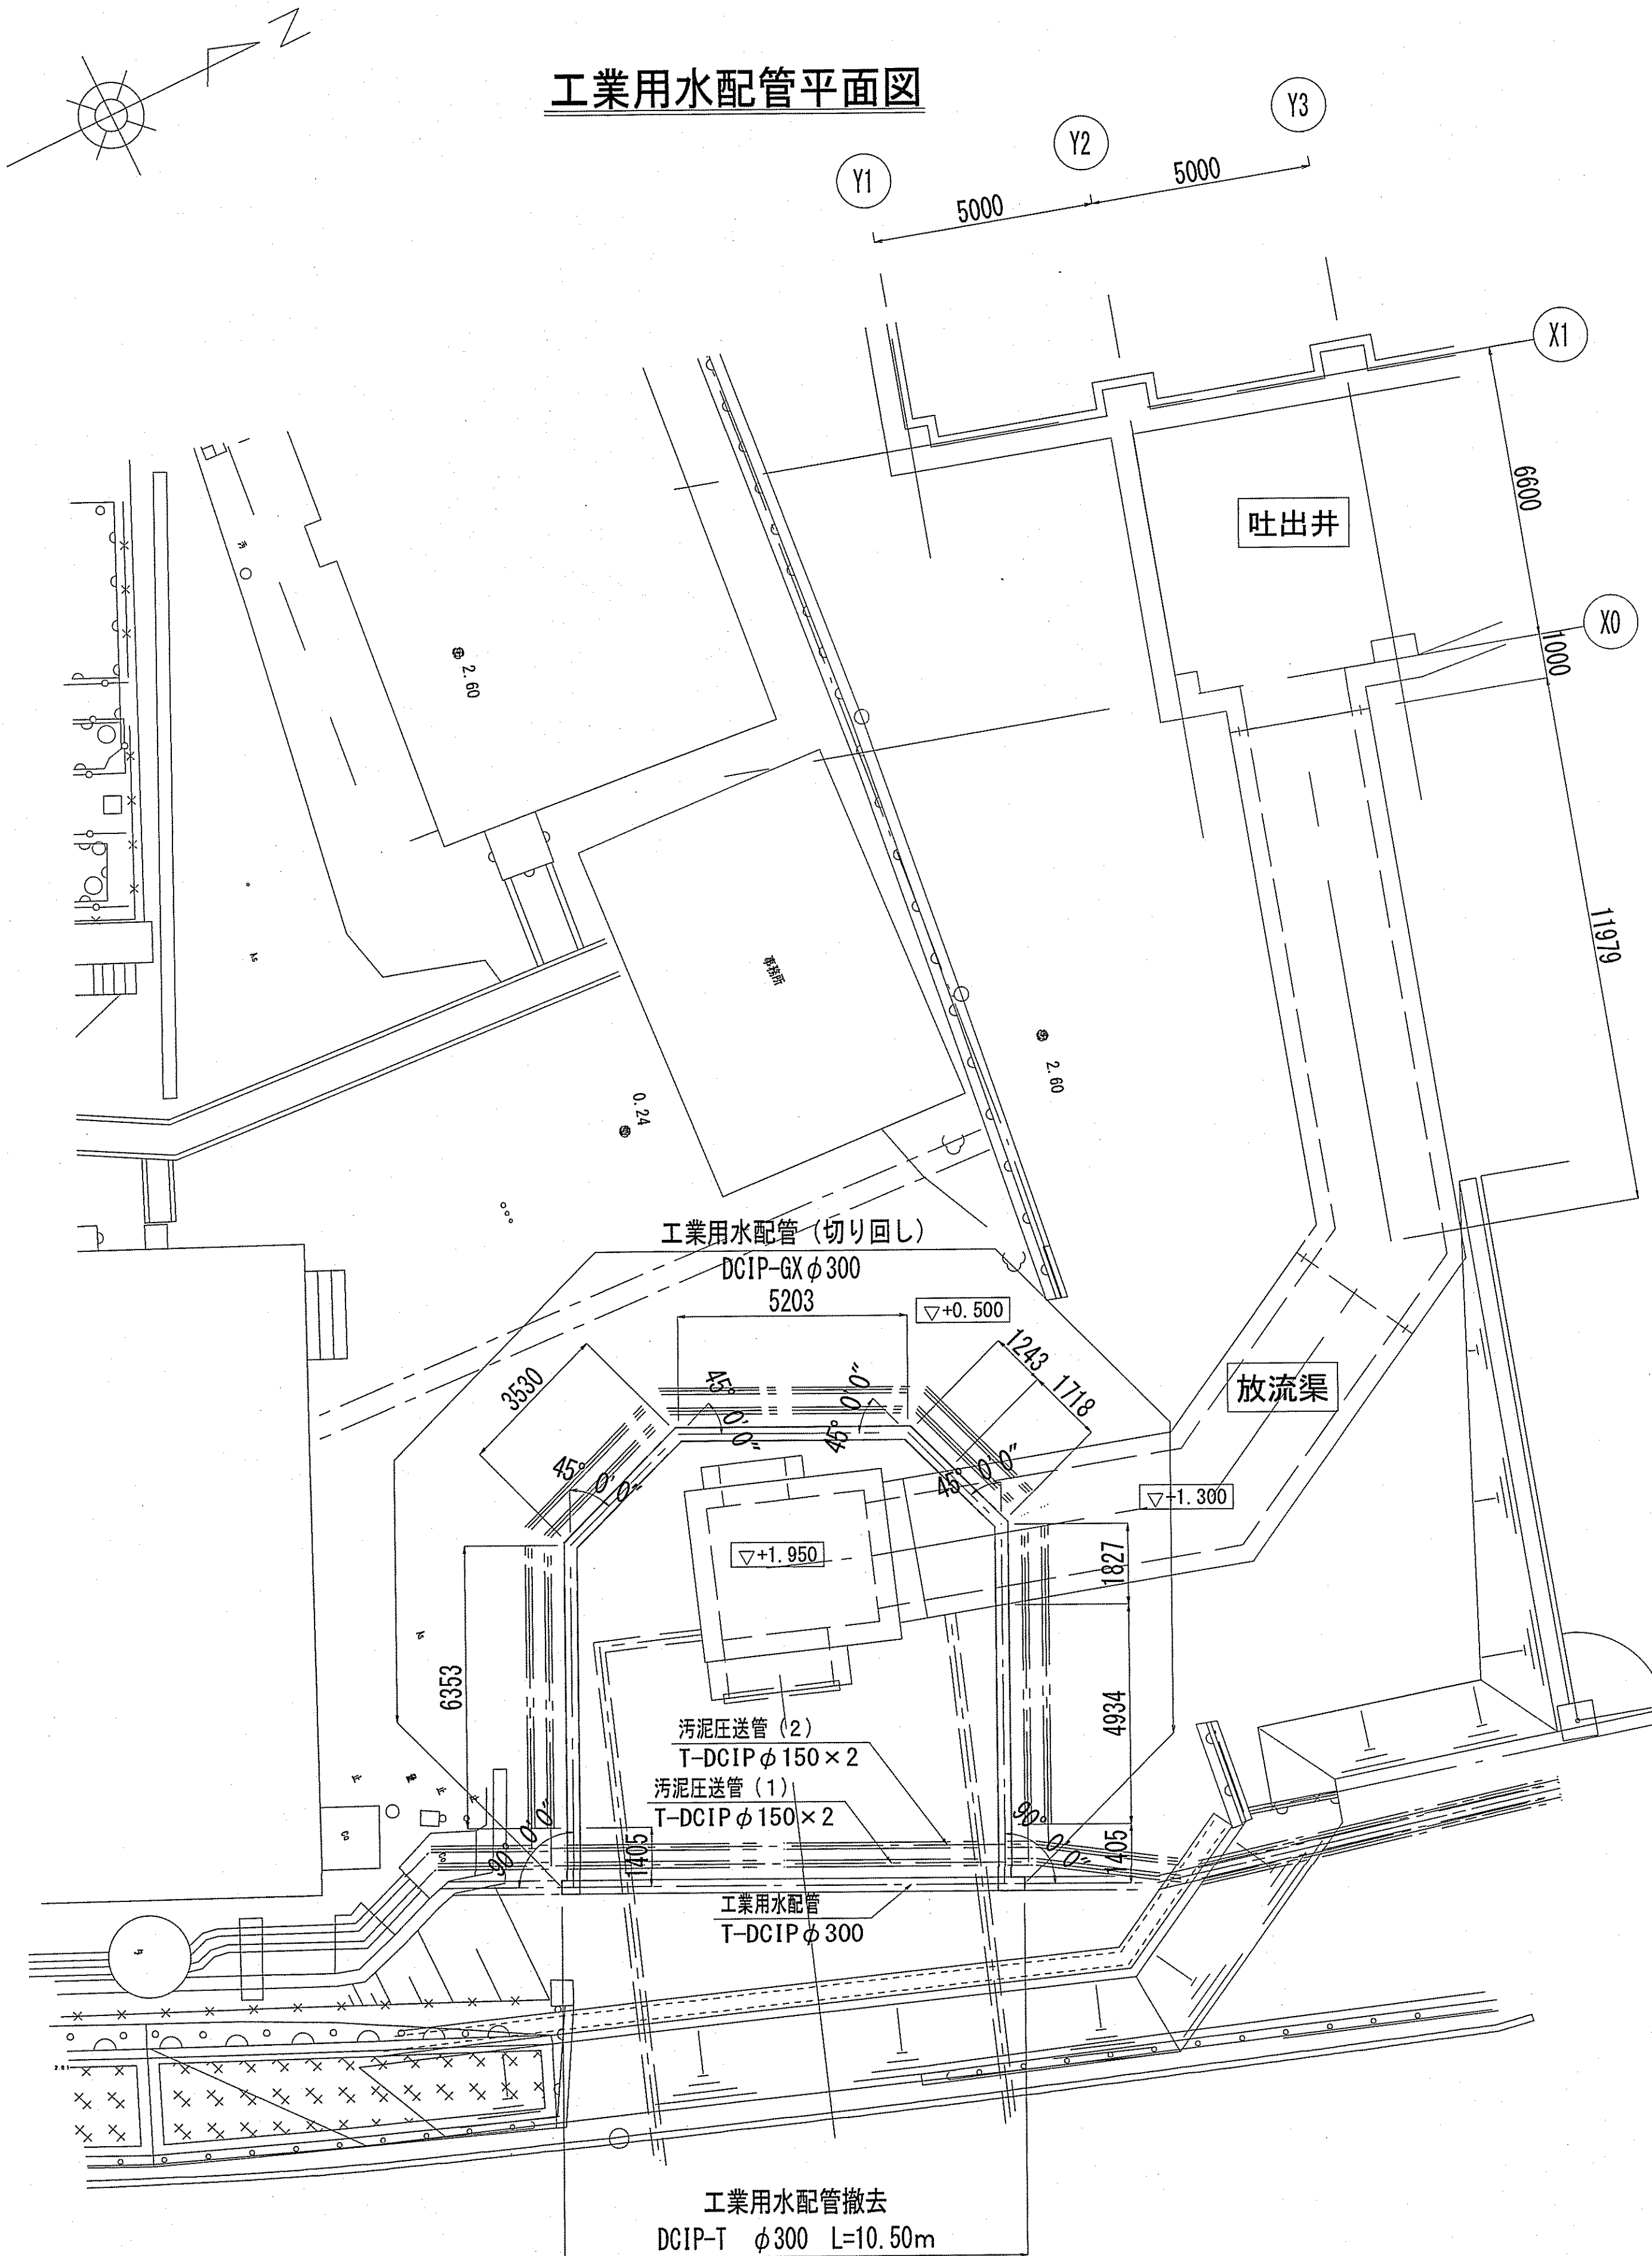 N
工業用水配管平面図
Y1
Y2
Y3
5000
5000
X1
6600
吐出井
X0
1000
11979
2.60
事務所
2.60
0.24
工業用水配管（切り回し）
DCIP-GXφ300
5203
▽+0.500
3530
45° 0' 0"
45° 0' 0"
45° 0' 0"
45° 0' 0"
1243
1718
放流渠
▽+1.300
▽+1.950
1827
6353
4934
汚泥圧送管（2）
T-DCIPφ150×2
汚泥圧送管（1）
T-DCIPφ150×2
90° 0' 0"
1405
90° 0' 0"
1405
工業用水配管
T-DCIPφ300
工業用水配管撤去
DCIP-T φ300 L=10.50m